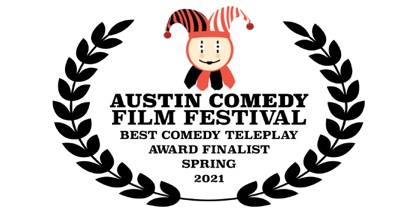 AUSTIN COMEDY
FILM FESTIVAL
BEST COMEDY TELEPLAY
AWARD FINALIST
SPRING
2021